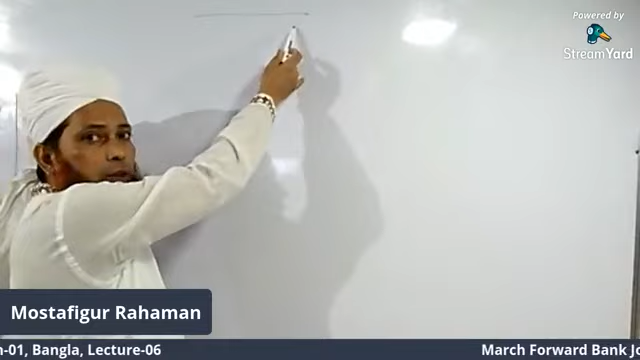 Powered by
StreamYard
Mostafigur Rahaman
-01, Bangla, Lecture-06
March Forward Bank Jo